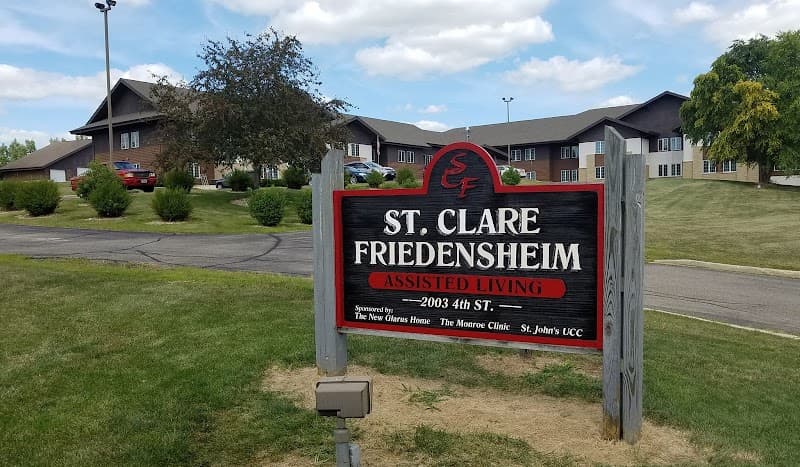 SCF
ST. CLARE
FRIEDENSHEIM
ASSISTED LIVING
2003 4th ST.
Sponsored by:
The New Glarus Home The Monroe Clinic St. John's UCC